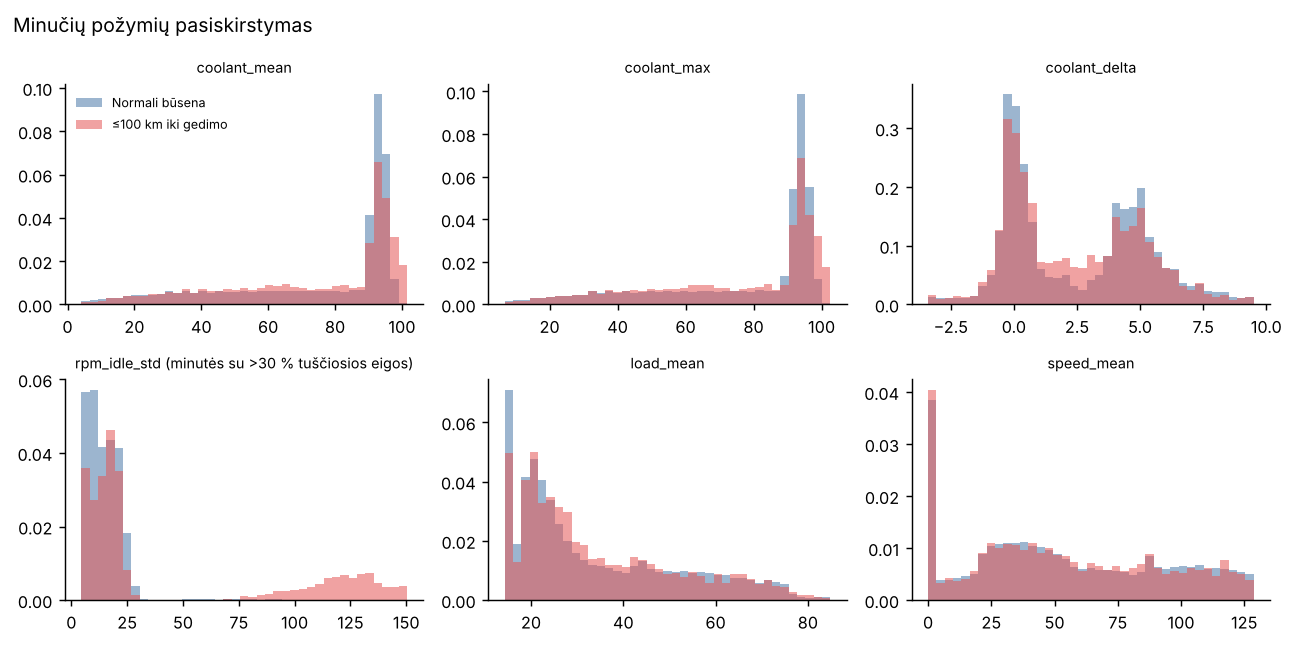 Minučių požymių pasiskirstymas
coolant_mean
coolant_max
coolant_delta
Normali būsena
≤100 km iki gedimo
0.10
0.08
0.06
0.04
0.02
0.00
0 20 40 60 80 100
0.10
0.08
0.06
0.04
0.02
0.00
20 40 60 80 100
0.3
0.2
0.1
0.0
−2.5 0.0 2.5 5.0 7.5 10.0
rpm_idle_std (minutės su >30 % tuščiosios eigos)
load_mean
speed_mean
0.06
0.04
0.02
0.00
0 25 50 75 100 125 150
0.06
0.04
0.02
0.00
20 40 60 80
0.04
0.03
0.02
0.01
0.00
0 25 50 75 100 125